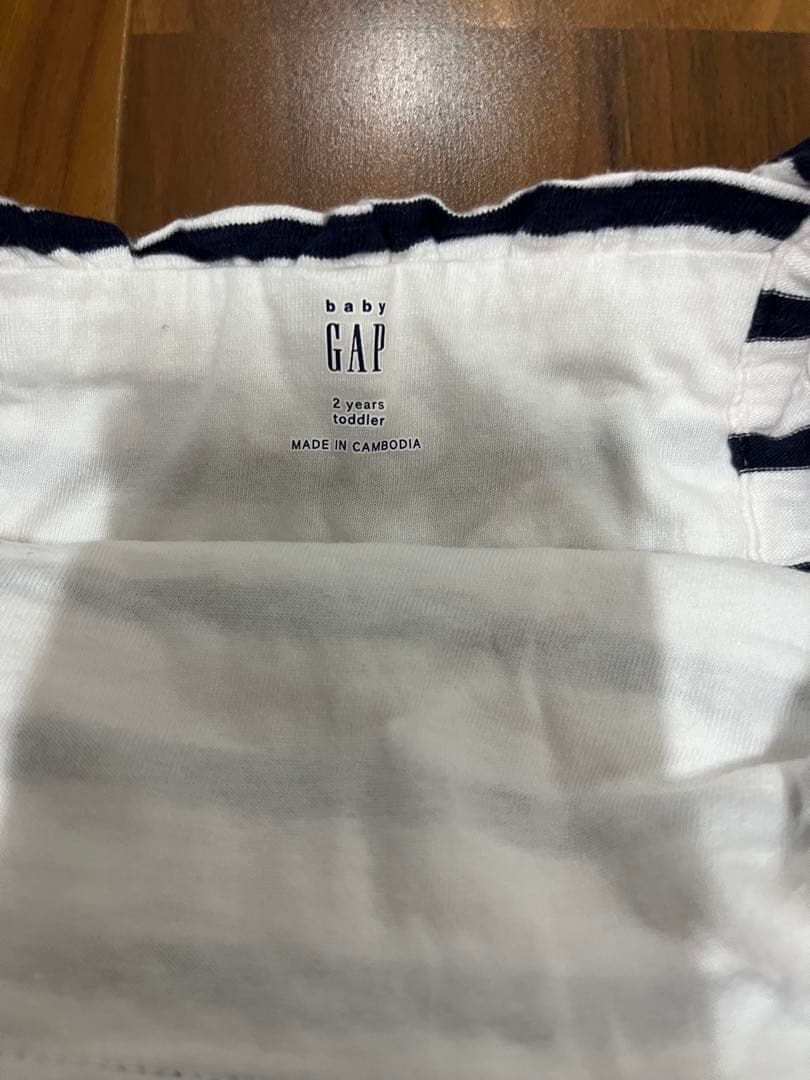 baby
GAP
2 years
toddler
MADE IN CAMBODIA